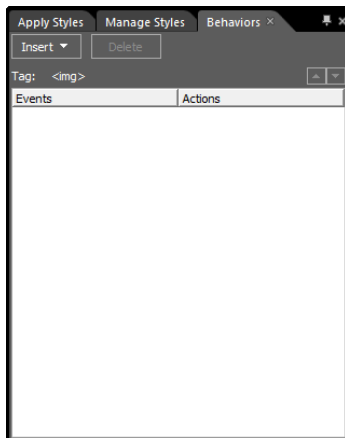 Apply Styles Manage Styles Behaviors ×
Insert Delete
Tag: <img>
Events Actions